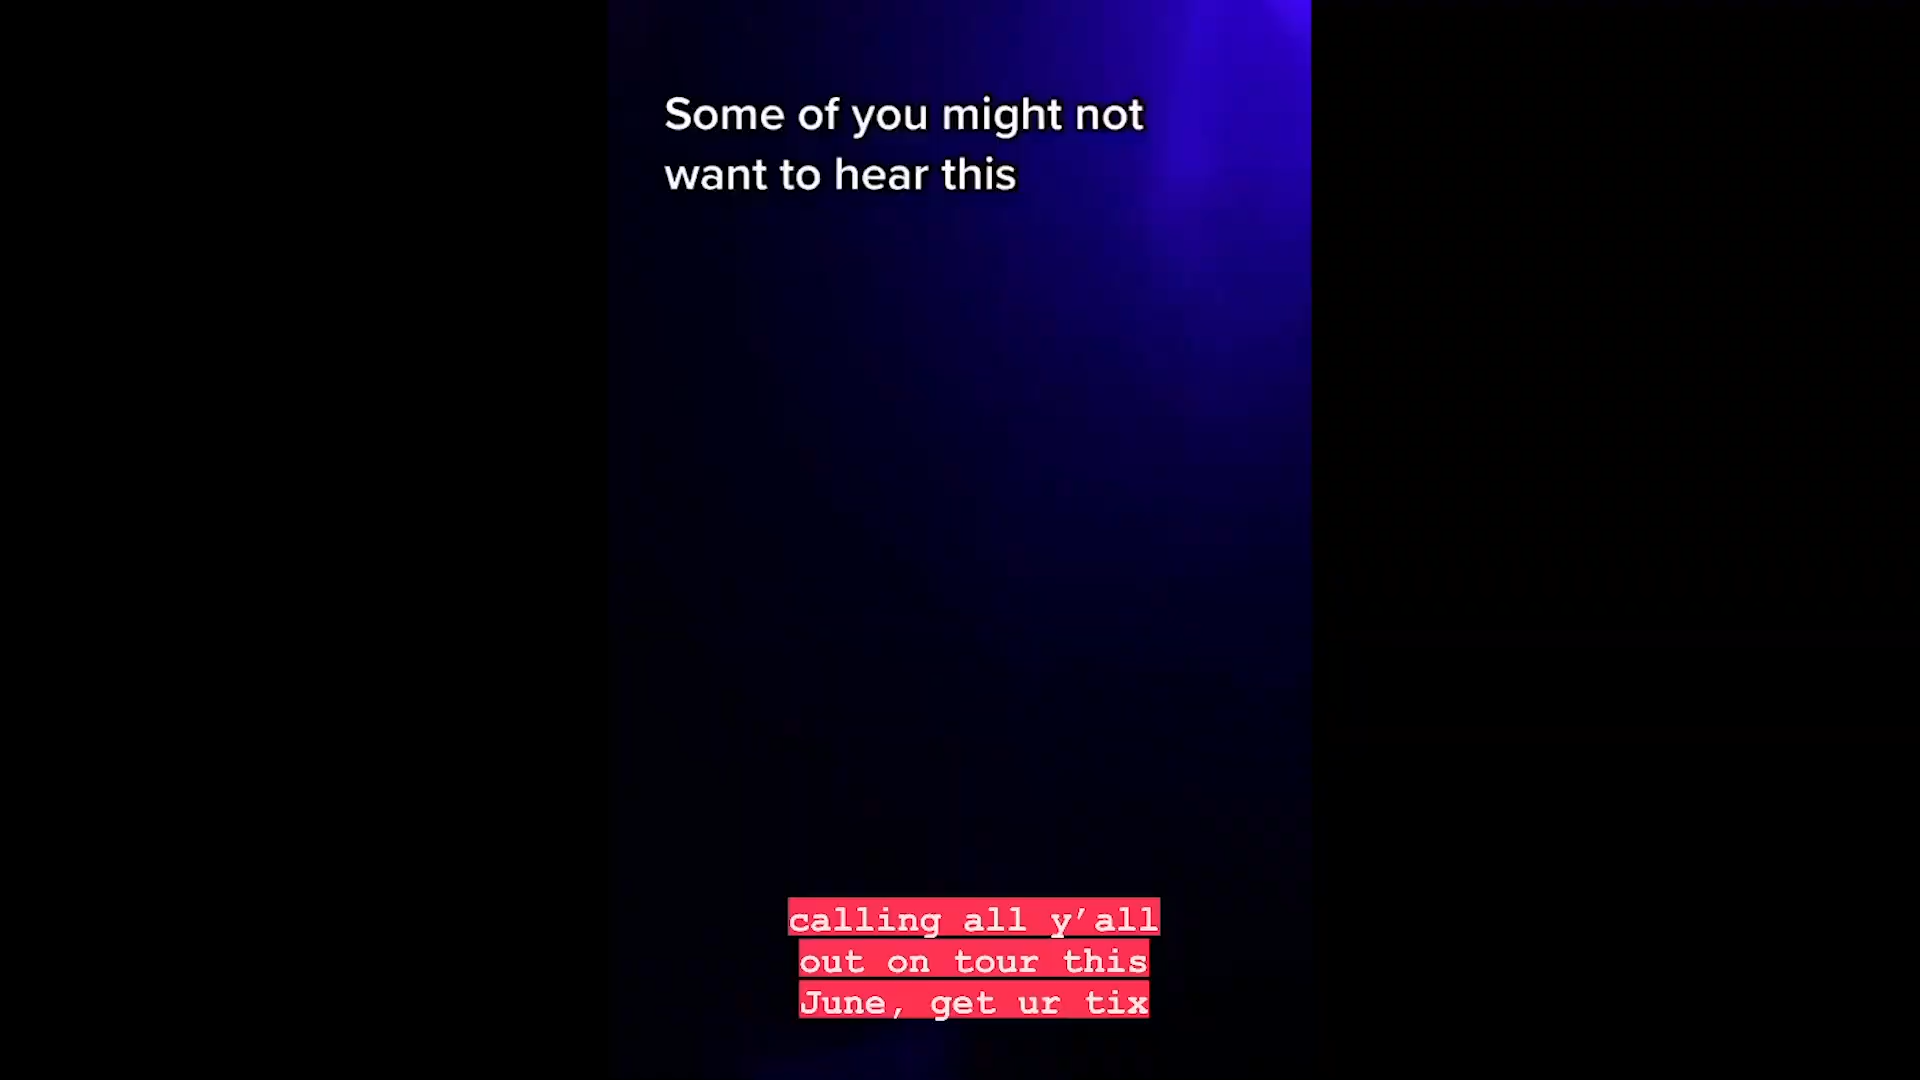 Some of you might not
want to hear this
calling all y’all
out on tour this
June, get ur tix